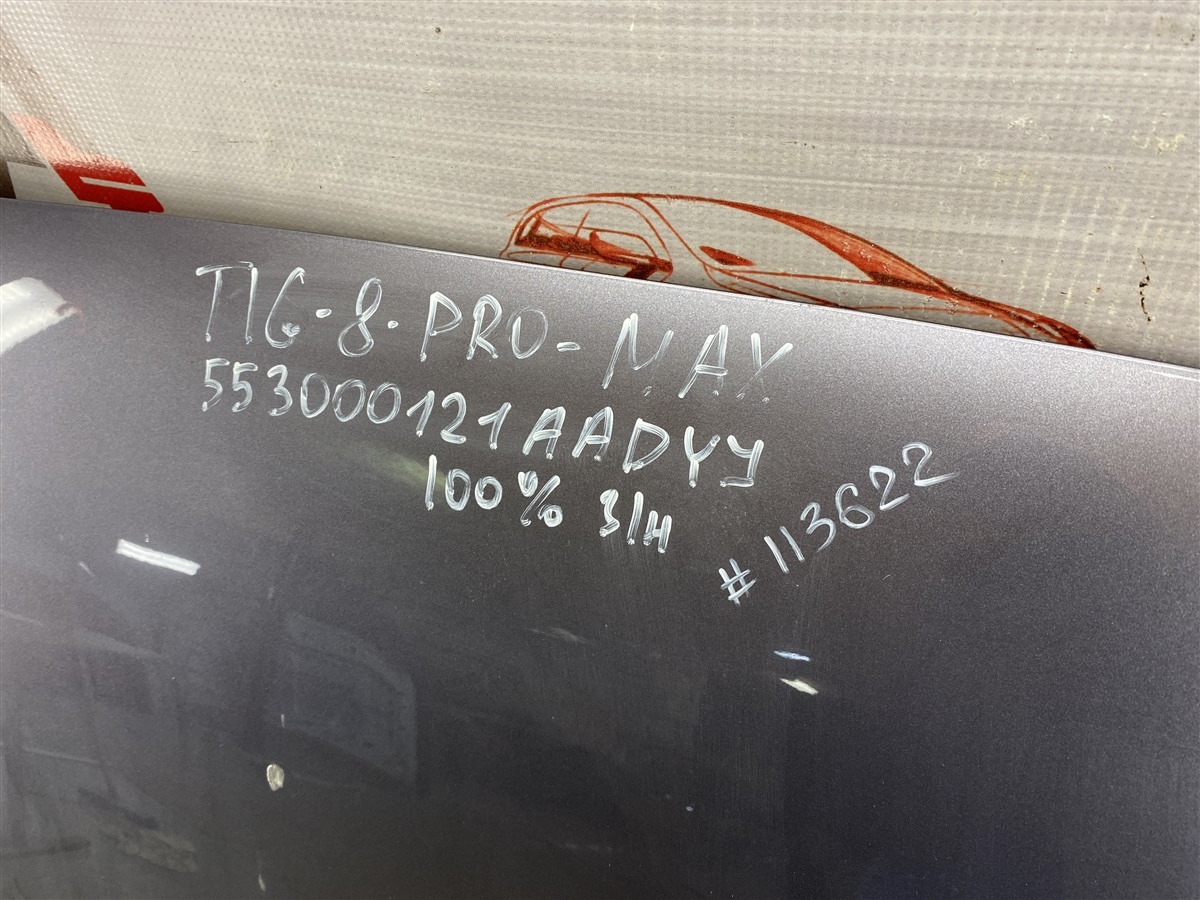 TIG-8-PRO-MAX
553000121AADYY
100% З/Н
#113622